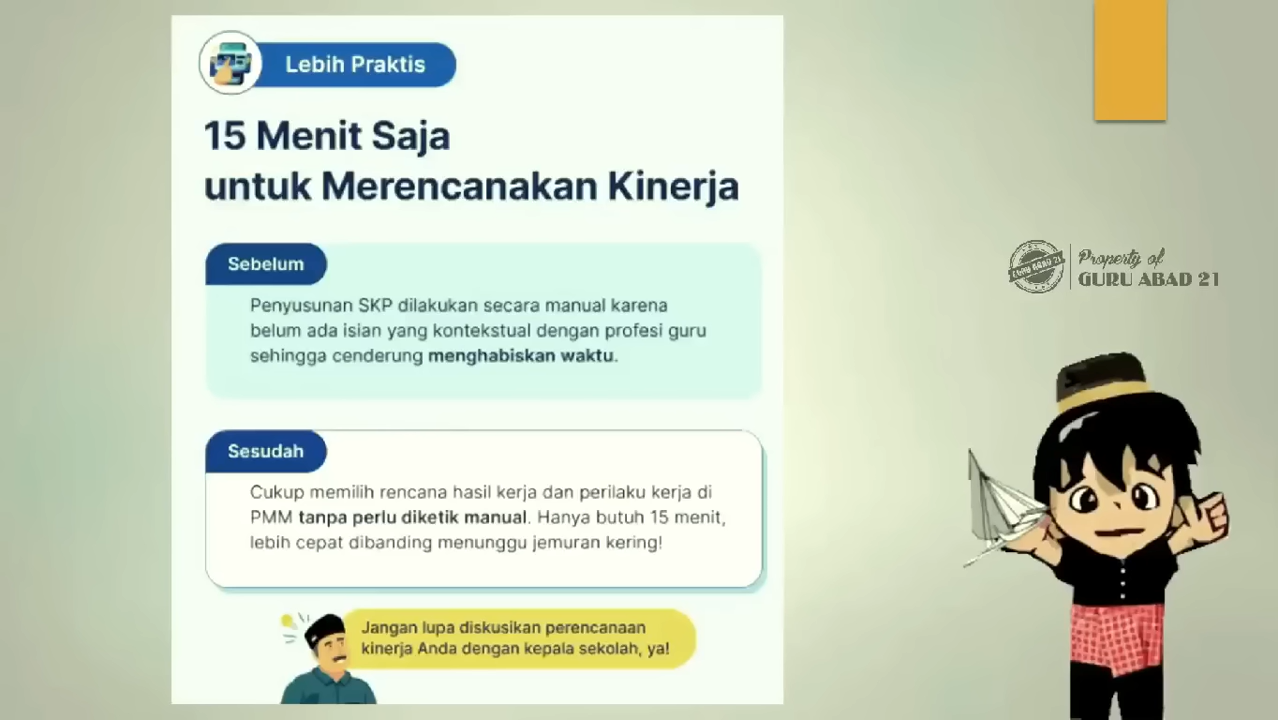 Lebih Praktis
15 Menit Saja
untuk Merencanakan Kinerja
Sebelum
Penyusunan SKP dilakukan secara manual karena
belum ada isian yang kontekstual dengan profesi guru
sehingga cenderung menghabiskan waktu.
Sesudah
Cukup memilih rencana hasil kerja dan perilaku kerja di
PMM tanpa perlu diketik manual. Hanya butuh 15 menit,
lebih cepat dibanding menunggu jemuran kering!
Jangan lupa diskusikan perencanaan
kinerja Anda dengan kepala sekolah, ya!
GURU ABAD 21
Property of
GURU ABAD 21